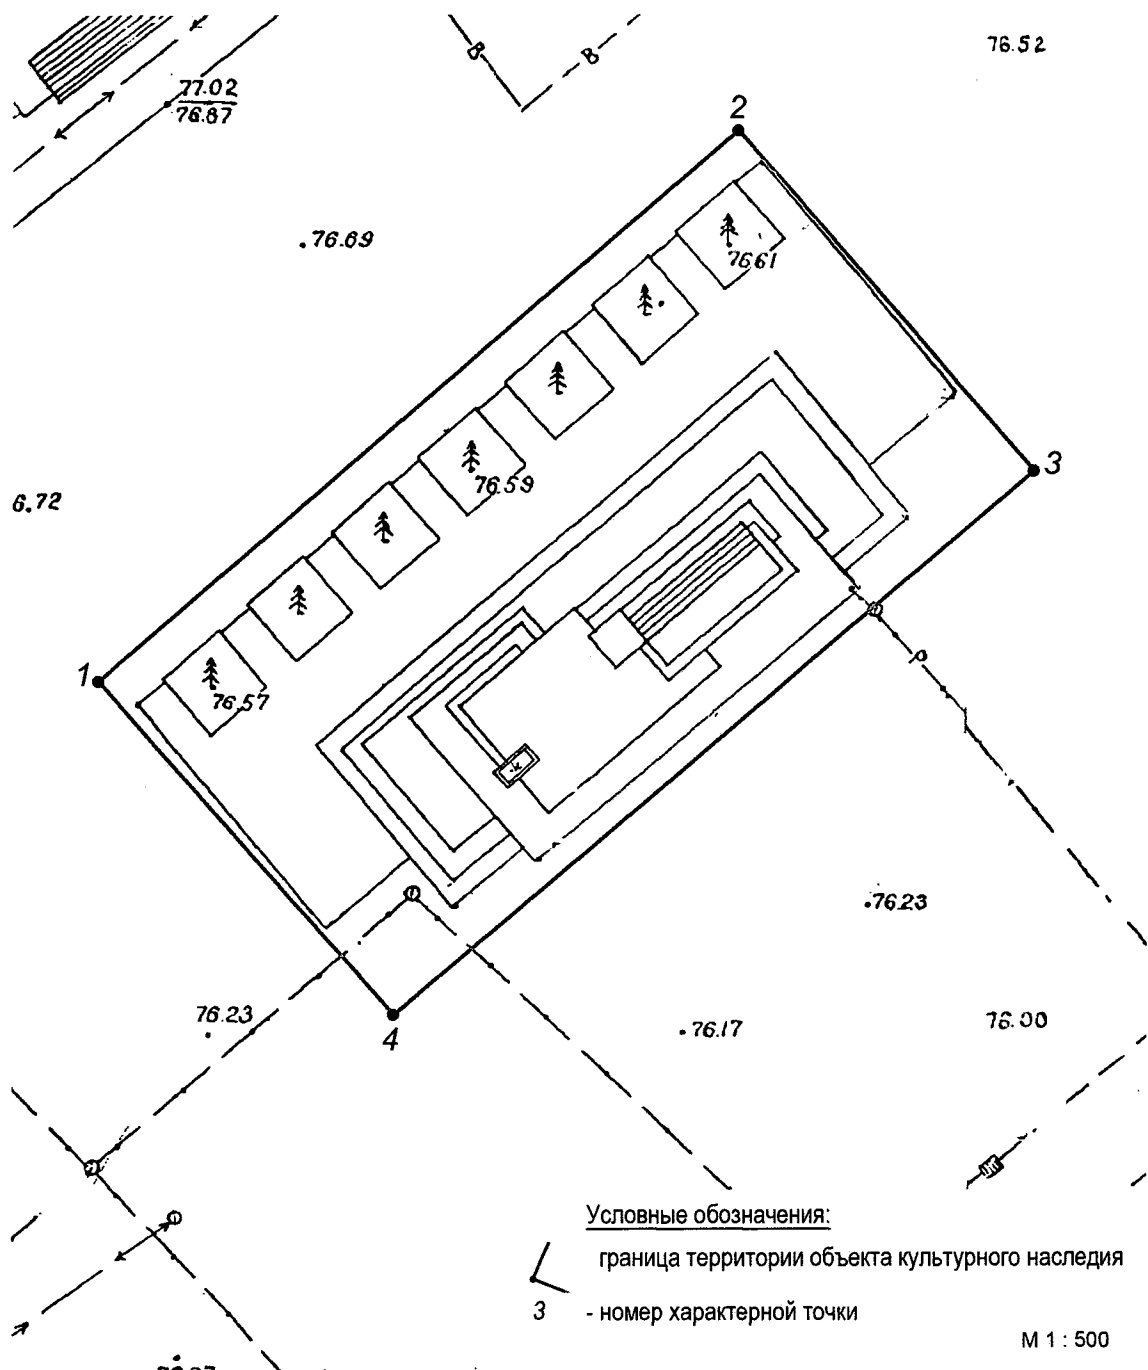 76.52
В
В
77.02
76.87
2
.76.69
7661
3
76.59
6.72
1
76.57
.76.23
76.23
.76.17
76.00
4
Условные обозначения:
граница территории объекта культурного наследия
3 - номер характерной точки
М 1 : 500